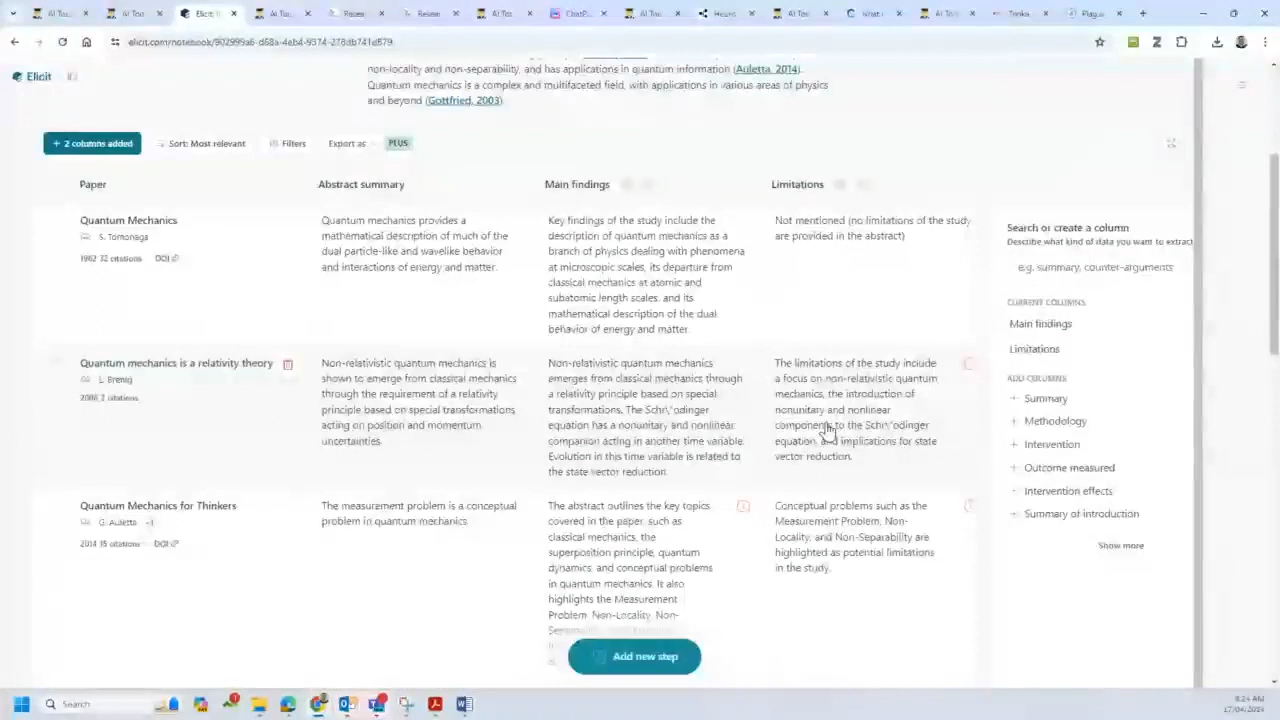 elicit.com/notebook/
Elicit
non-locality and non-separability, and has applications in quantum information (Auletta, 2014).
Quantum mechanics is a complex and multifaceted field, with applications in various areas of physics
and beyond (Gottfried, 2003).
+ 2 columns added
Sort: Most relevant
Filters
Export as
PLUS
Paper
Abstract summary
Main findings
Limitations
Quantum Mechanics
S. Tomonaga
1962 32 citations DOI
Quantum mechanics provides a
mathematical description of much of the
dual particle-like and wavelike behavior
and interactions of energy and matter.
Key findings of the study include the
description of quantum mechanics as a
branch of physics dealing with phenomena
at microscopic scales, its departure from
classical mechanics at atomic and
subatomic length scales, and its
mathematical description of the dual
behavior of energy and matter.
Not mentioned (no limitations of the study
are provided in the abstract)
Quantum mechanics is a relativity theory
L. Brenig
2006 2 citations
Non-relativistic quantum mechanics is
shown to emerge from classical mechanics
through the requirement of a relativity
principle based on special transformations
acting on position and momentum
uncertainties.
Non-relativistic quantum mechanics
emerges from classical mechanics through
a relativity principle based on special
transformations. The Schr\"odinger
equation has a nonunitary and nonlinear
companion acting in another time variable.
Evolution in this time variable is related to
the state vector reduction.
The limitations of the study include
a focus on non-relativistic quantum
mechanics, the introduction of
nonunitary and nonlinear
components to the Schr\"odinger
equation, and implications for state
vector reduction.
Quantum Mechanics for Thinkers
G. Auletta +1
2014 15 citations DOI
The measurement problem is a conceptual
problem in quantum mechanics.
The abstract outlines the key topics
covered in the paper, such as
classical mechanics, the
superposition principle, quantum
dynamics, and conceptual problems
in quantum mechanics. It also
highlights the Measurement
Problem, Non-Locality, Non-
Conceptual problems such as the
Measurement Problem, Non-
Locality, and Non-Separability are
highlighted as potential limitations
in the study.
Add new step
Search or create a column
Describe what kind of data you want to extract
e.g. summary, counter-arguments
CURRENT COLUMNS
Main findings
Limitations
ADD COLUMNS
+ Summary
+ Methodology
+ Intervention
+ Outcome measured
+ Intervention effects
+ Summary of introduction
Show more
Search
8:24 AM
17/04/2024